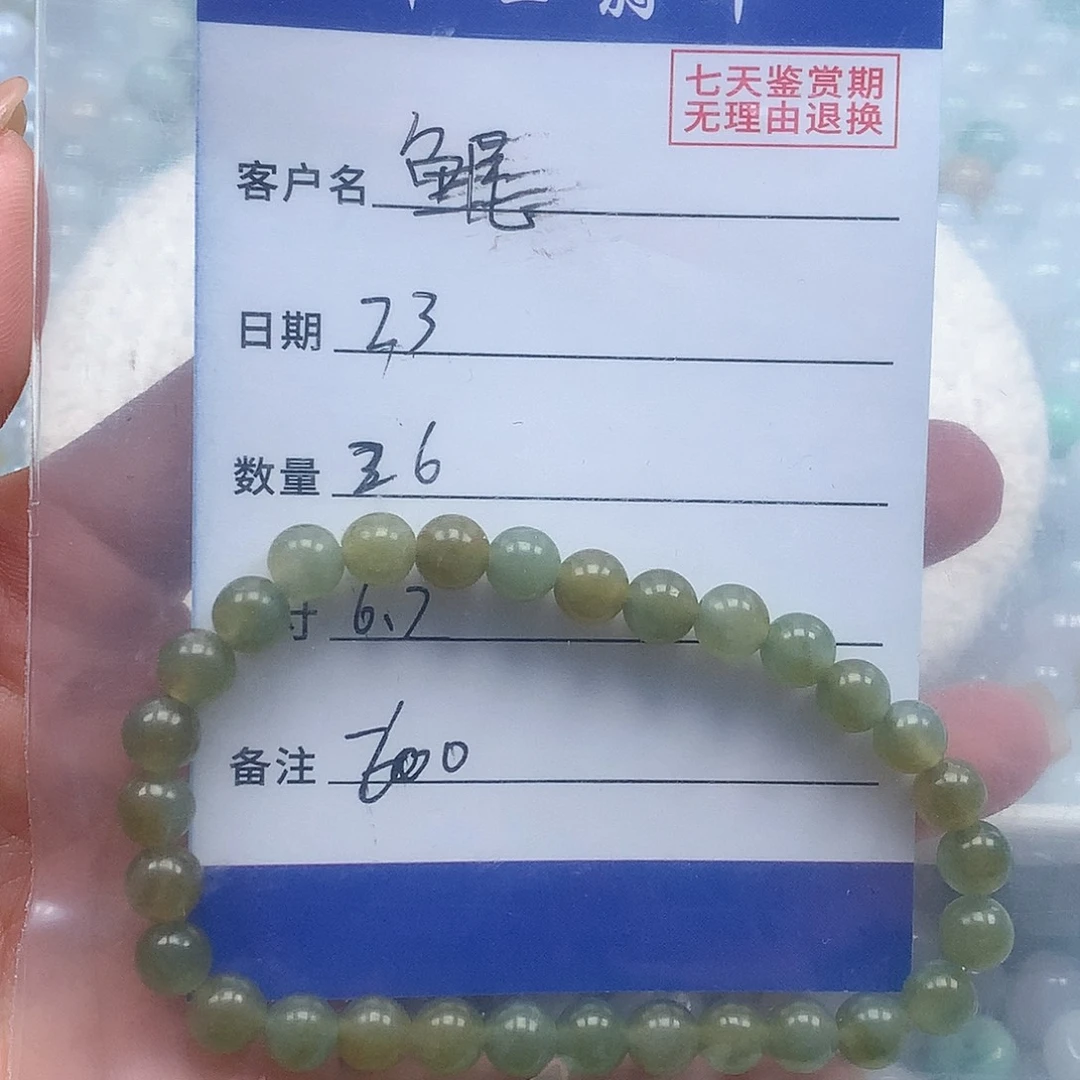 七天鉴赏期
无理由退换
客户名 鲲
日期 23
数量 36
寸 6.7
备注 600